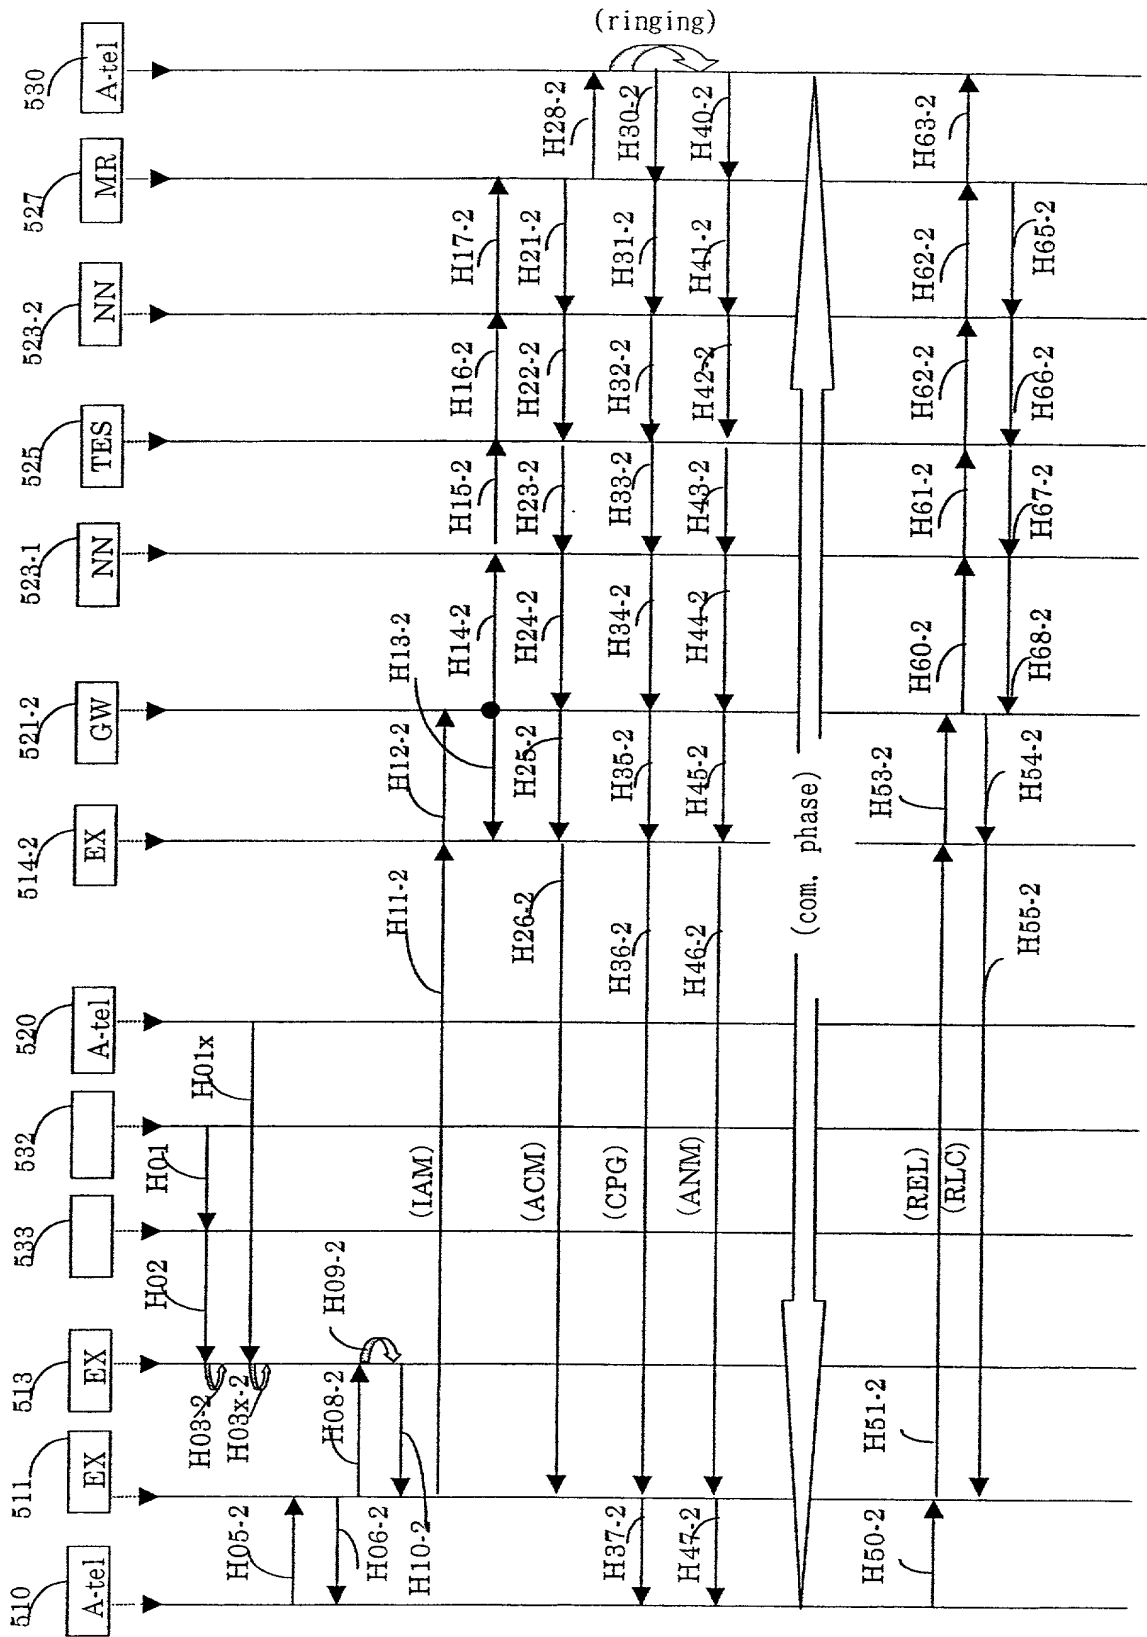 510
A-tel
511
EX
513
EX
533
532
520
A-tel
514-2
EX
521-2
GW
523-1
NN
525
TES
523-2
NN
527
MR
530
A-tel
H01
H02
H03-2
H01x
H03x-2
H05-2
H06-2
H08-2
H09-2
H10-2
(IAM)
H11-2
H12-2
H13-2
H14-2
H15-2
H16-2
H17-2
(ACM)
H26-2
H25-2
H24-2
H23-2
H22-2
H21-2
H28-2
(ringing)
(CPG)
H37-2
H36-2
H35-2
H34-2
H33-2
H32-2
H31-2
H30-2
(ANM)
H47-2
H46-2
H45-2
H44-2
H43-2
H42-2
H41-2
H40-2
(com. phase)
(REL)
H50-2
H51-2
H53-2
H60-2
H61-2
H62-2
H62-2
H63-2
(RLC)
H55-2
H54-2
H68-2
H67-2
H66-2
H65-2